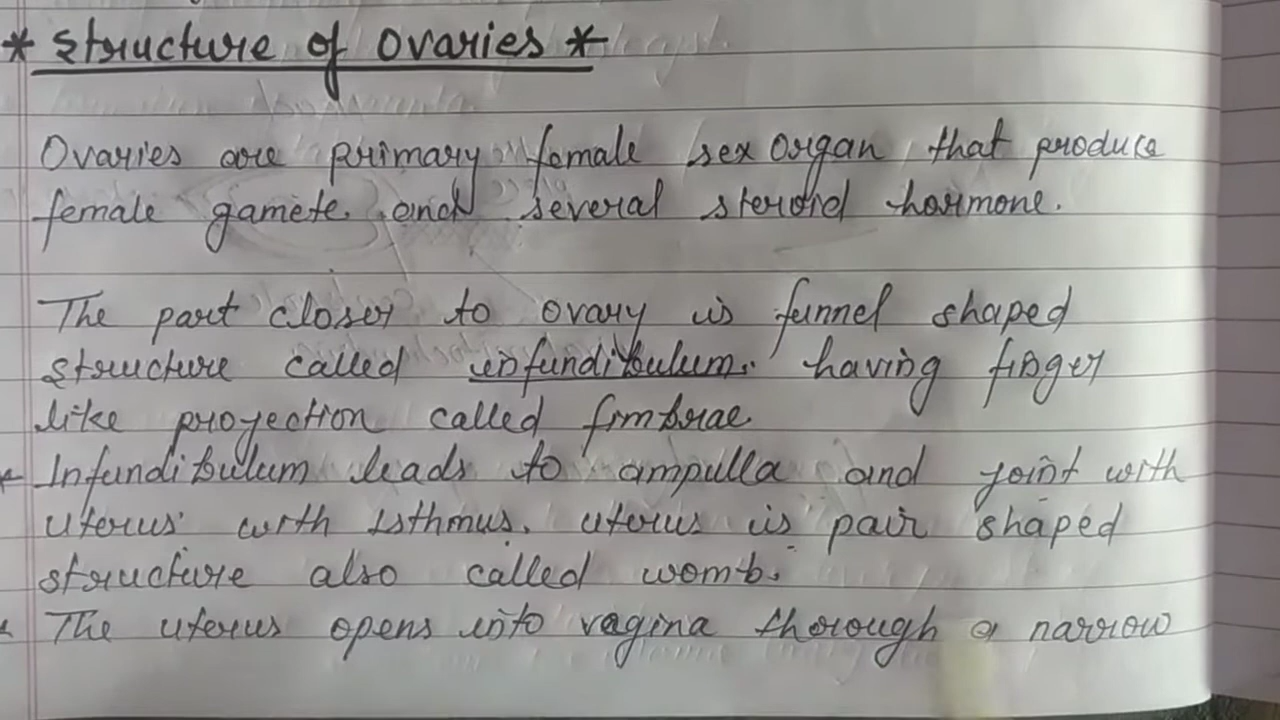 * Structure of Ovaries *
Ovaries are primary female sex organ that produce
female gamete and several steroid hormone.
The part closer to ovary is funnel shaped
structure called infundibulum. having finger
like projection called fimbrae
Infundibulum leads to ampulla and joint with
uterus with isthmus. uterus is pair shaped
structure also called womb.
The uterus opens into vagina thorough a narrow